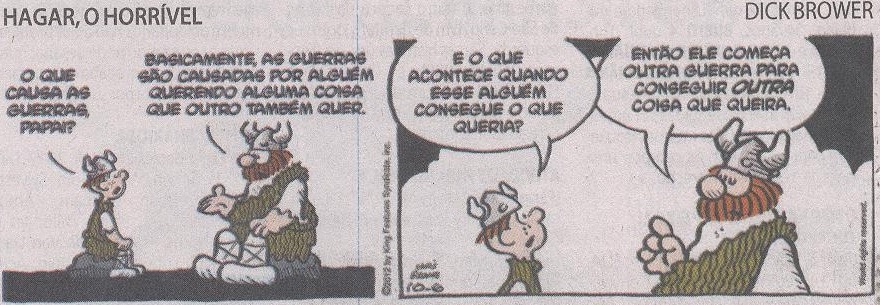 HAGAR, O HORRÍVEL
DICK BROWER
O QUE
CAUSA AS
GUERRAS,
PAPAI?
BASICAMENTE, AS GUERRAS
SÃO CAUSADAS POR ALGUÉM
QUERENDO ALGUMA COISA
QUE OUTRO TAMBÉM QUER.
©2012 by King Features Syndicate, Inc.
E O QUE
ACONTECE QUANDO
ESSE ALGUÉM
CONSEGUE O QUE
QUERIA?
ENTÃO ELE COMEÇA
OUTRA GUERRA PARA
CONSEGUIR OUTRA
COISA QUE QUEIRA.
10-6
World rights reserved.